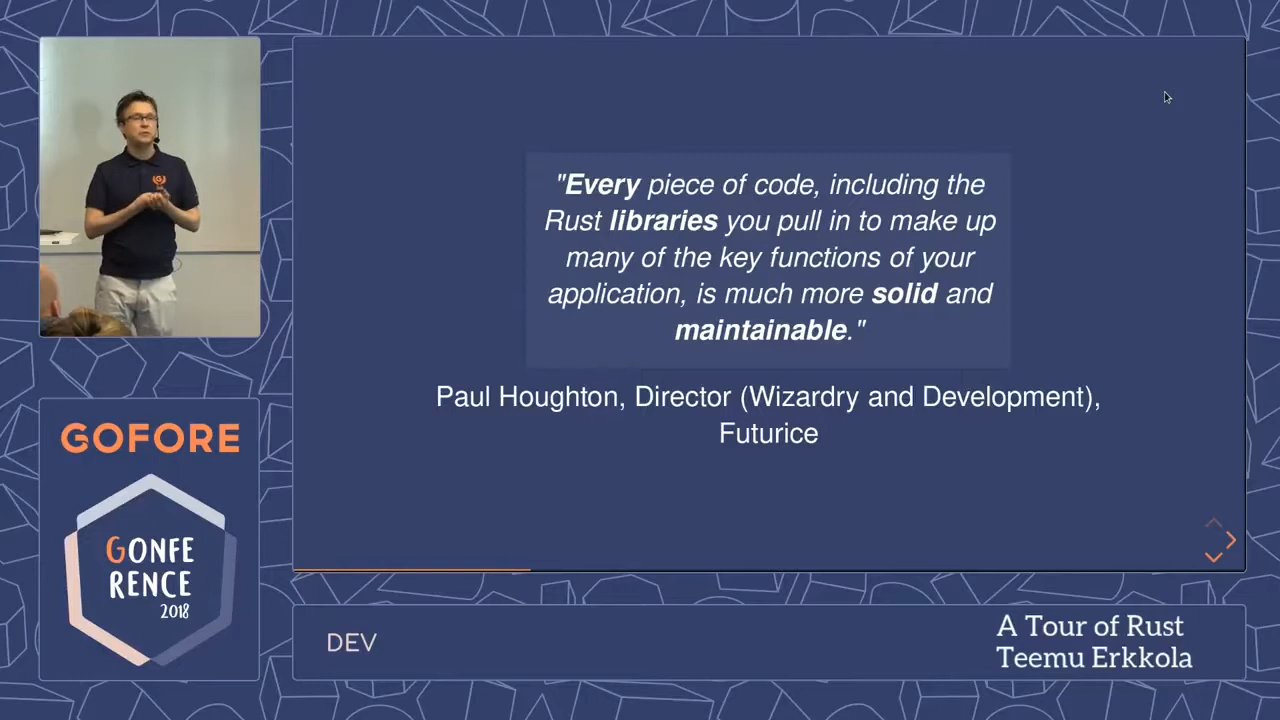 "Every piece of code, including the
Rust libraries you pull in to make up
many of the key functions of your
application, is much more solid and
maintainable."
Paul Houghton, Director (Wizardry and Development),
Futurice
GOFORE
GONFE
RENCE
2018
DEV
A Tour of Rust
Teemu Erkkola